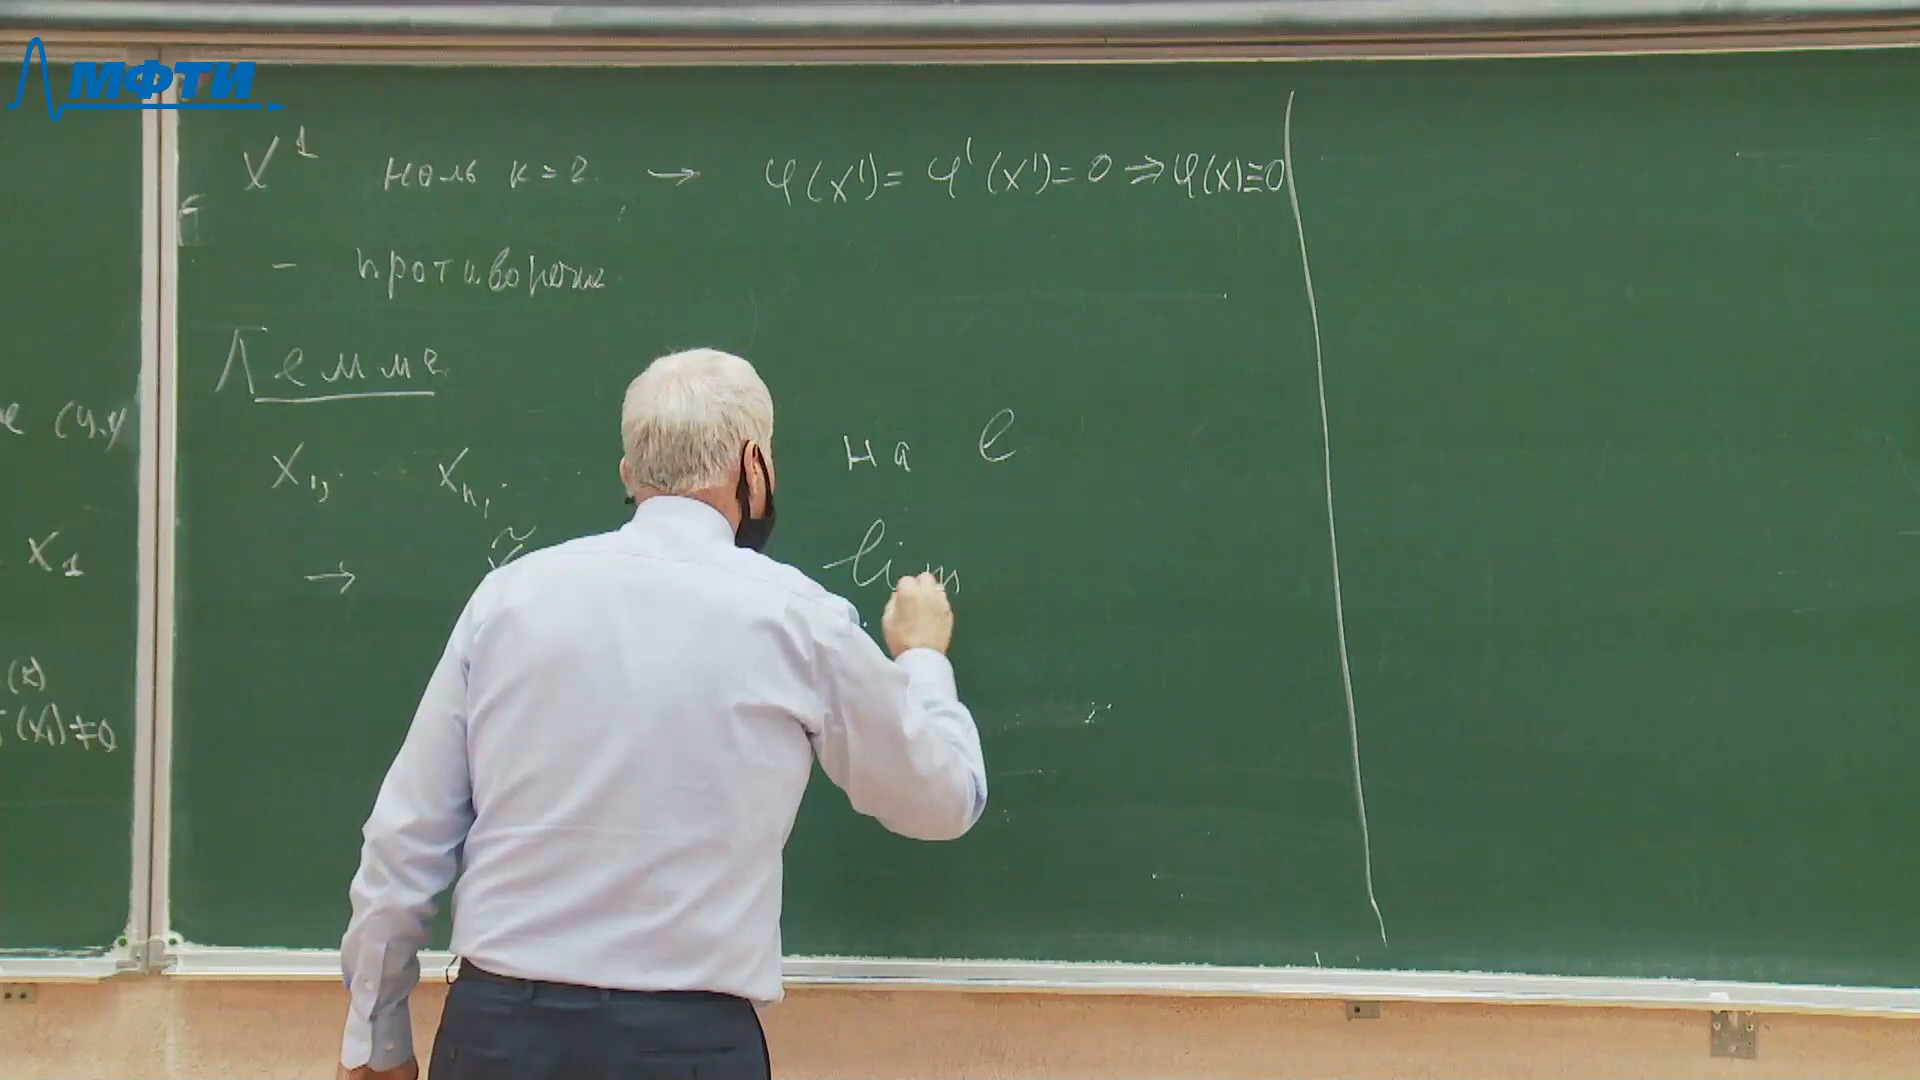 МФТИ
x¹ ноль к=2. → φ(x¹)= φ'(x¹)=0 ⇒ φ(x)≡0
- противоречие
Лемма
x₁, xₙ, на l
→ x̃ lim
(ч.у)
x₁
(x)
(x₁)≠0